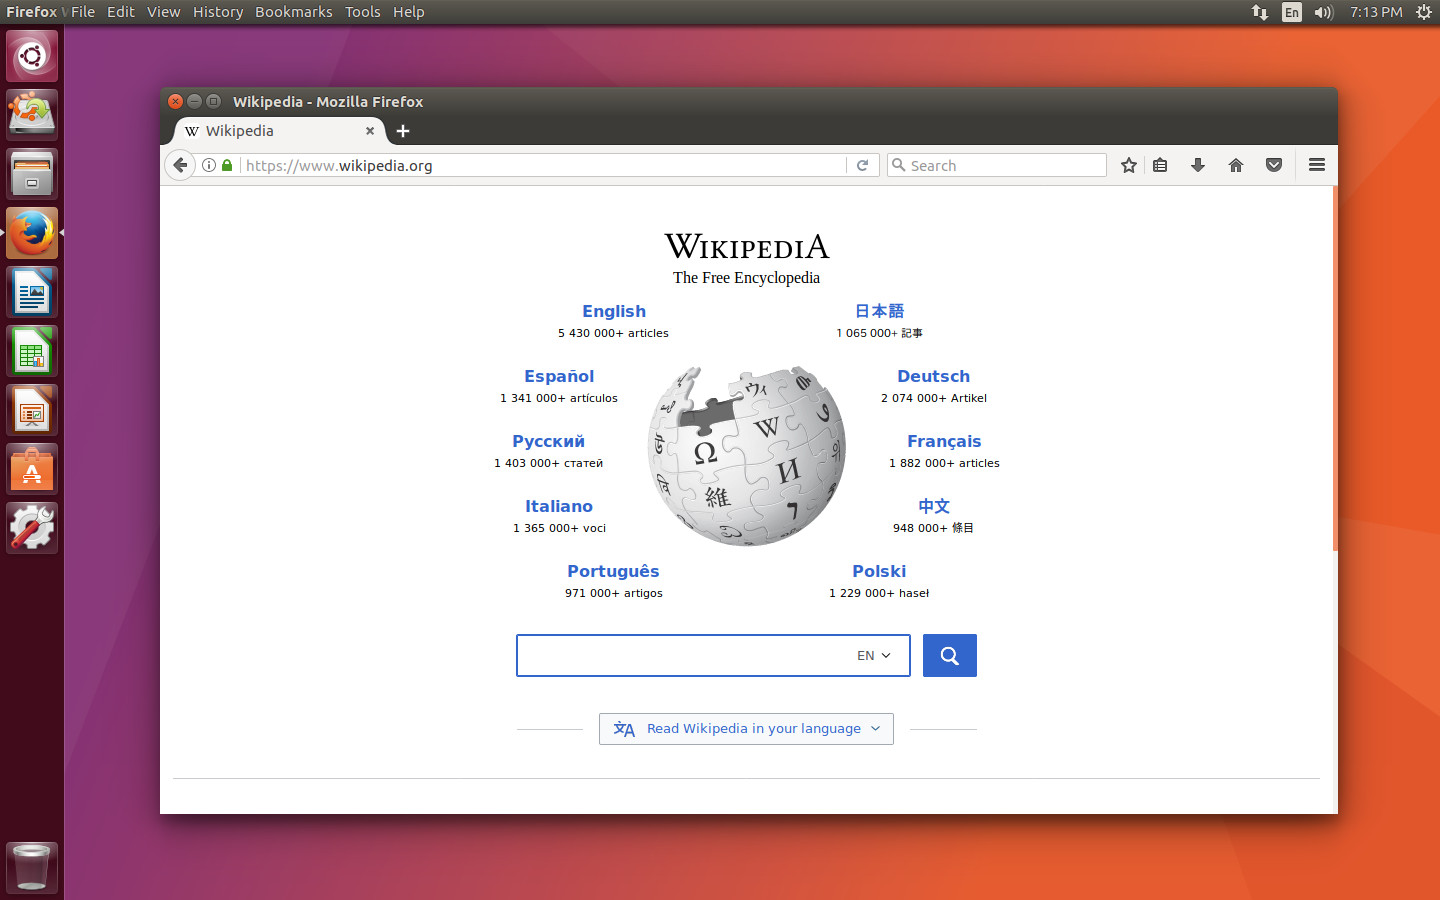 Firefox
File Edit View History Bookmarks Tools Help
En
7:13 PM
Wikipedia - Mozilla Firefox
Wikipedia
https://www.wikipedia.org
Search
WIKIPEDIA
The Free Encyclopedia
English
5 430 000+ articles
日本語
1 065 000+ 記事
Español
1 341 000+ artículos
Deutsch
2 074 000+ Artikel
Русский
1 403 000+ статей
Français
1 882 000+ articles
Italiano
1 365 000+ voci
中文
948 000+ 條目
Português
971 000+ artigos
Polski
1 229 000+ haseł
Ω
W
И
維
ウィ
EN
Read Wikipedia in your language